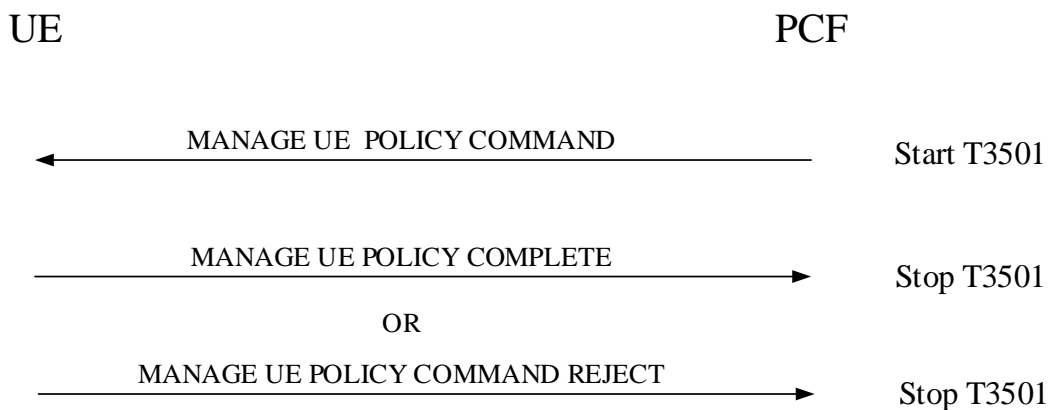 UE PCF
MANAGE UE POLICY COMMAND Start T3501
MANAGE UE POLICY COMPLETE Stop T3501
OR
MANAGE UE POLICY COMMAND REJECT Stop T3501